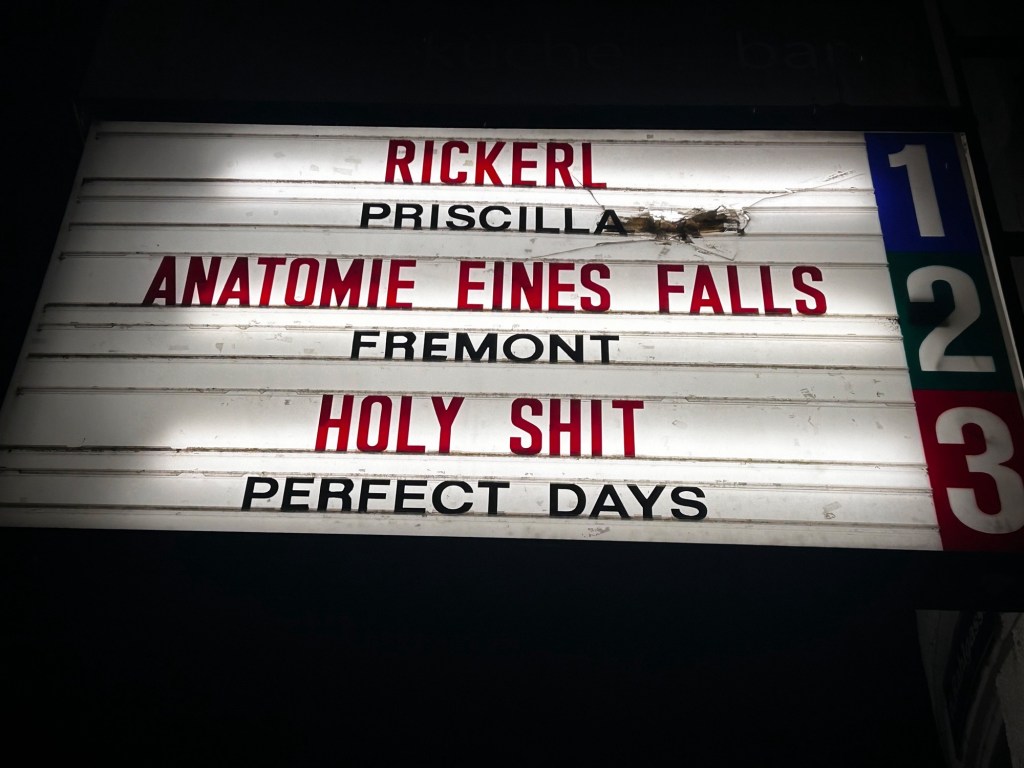 RICKERL
PRISCILLA
1
ANATOMIE EINES FALLS
FREMONT
2
HOLY SHIT
PERFECT DAYS
3